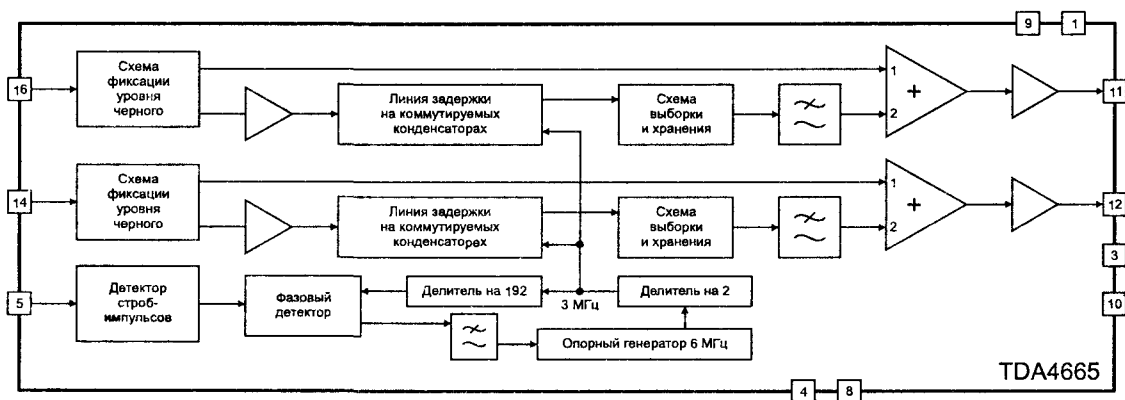 9 1
16
Схема
фиксации
уровня
черного
Линия задержки
на коммутируемых
конденсаторах
Схема
выборки
и хранения
1
2
+
11
14
Схема
фиксации
уровня
черного
Линия задержки
на коммутируемых
конденсаторах
Схема
выборки
и хранения
1
2
+
12
3
5
Детектор
строб-
импульсов
Фазовый
детектор
Делитель на 192
3 МГц
Делитель на 2
10
Опорный генератор 6 МГц
TDA4665
4 8